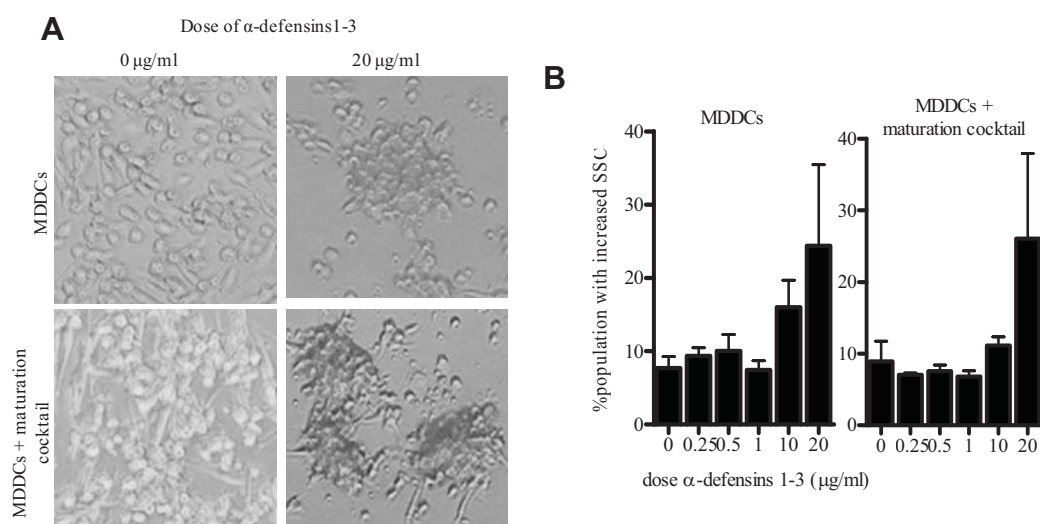 A
Dose of α-defensins1-3
0 μg/ml
20 μg/ml
MDDCs
MDDCs + maturation
cocktail
B
MDDCs
MDDCs +
maturation cocktail
%population with increased SSC
40
30
20
10
0
0 0.25 0.5 1 10 20
40
30
20
10
0
0 0.25 0.5 1 10 20
dose α-defensins 1-3 (μg/ml)